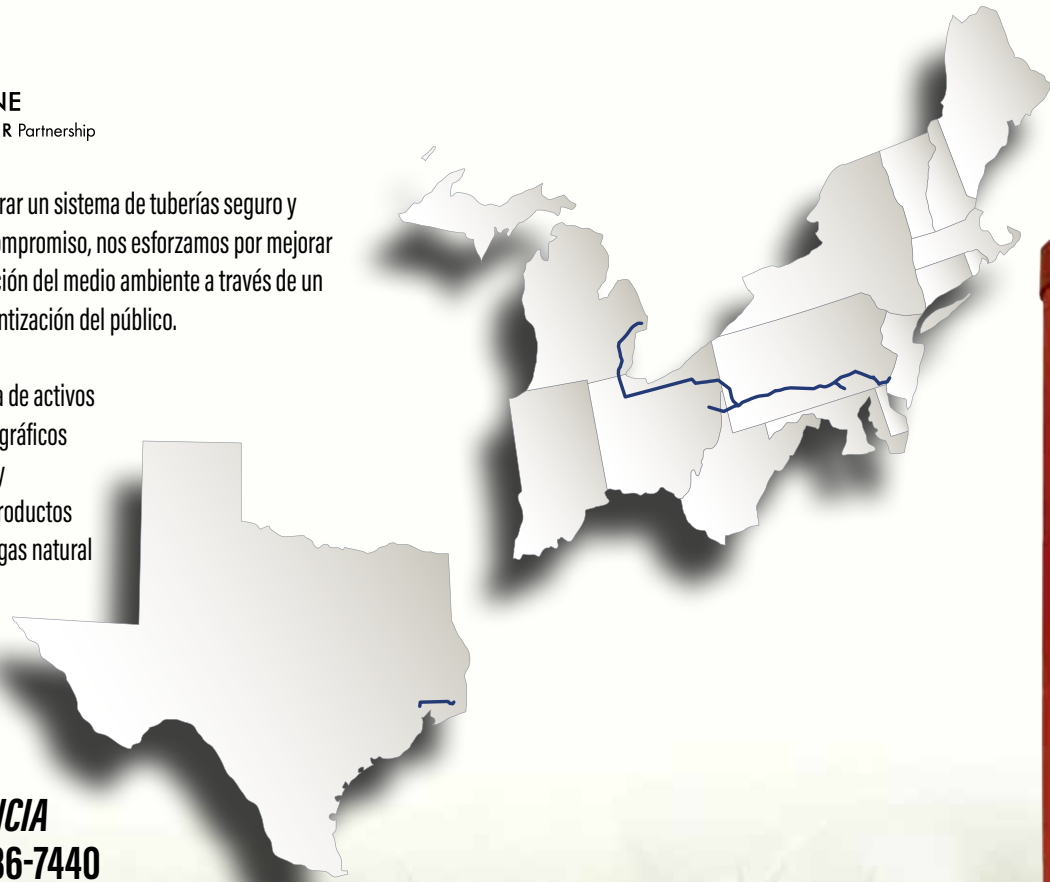 NE
R Partnership
rar un sistema de tuberías seguro y
ompromiso, nos esforzamos por mejorar
ción del medio ambiente a través de un
ntización del público.
a de activos
gráficos
y
roductos
gas natural
NCIA
36-7440